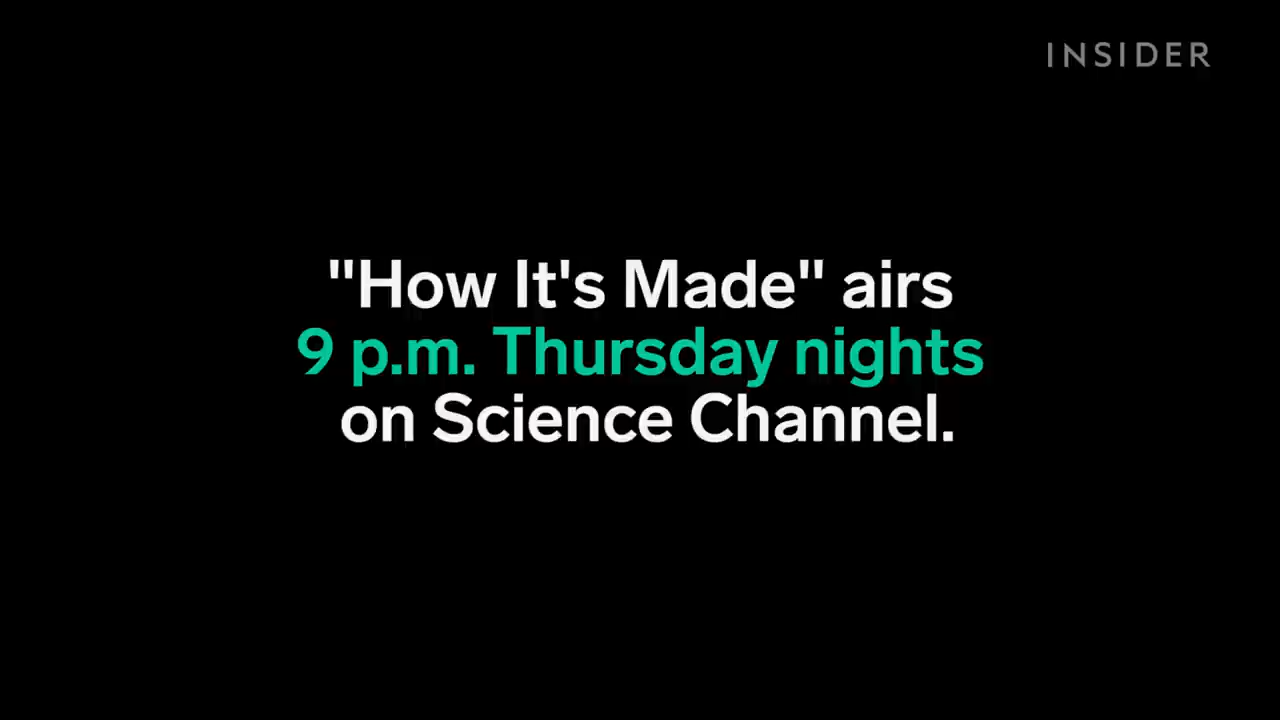 INSIDER
"How It's Made" airs
9 p.m. Thursday nights
on Science Channel.